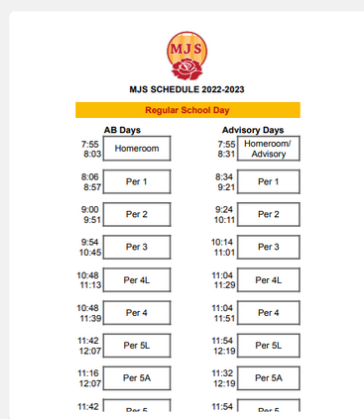 MJS
MJS SCHEDULE 2022-2023
Regular School Day
AB Days
7:55
8:03
Homeroom
8:06
8:57
Per 1
9:00
9:51
Per 2
9:54
10:45
Per 3
10:48
11:13
Per 4L
10:48
11:39
Per 4
11:42
12:07
Per 5L
11:16
12:07
Per 5A
11:42
Per 5
Advisory Days
7:55
8:31
Homeroom/
Advisory
8:34
9:21
Per 1
9:24
10:11
Per 2
10:14
11:01
Per 3
11:04
11:29
Per 4L
11:04
11:51
Per 4
11:54
12:19
Per 5L
11:32
12:19
Per 5A
11:54
Per 5